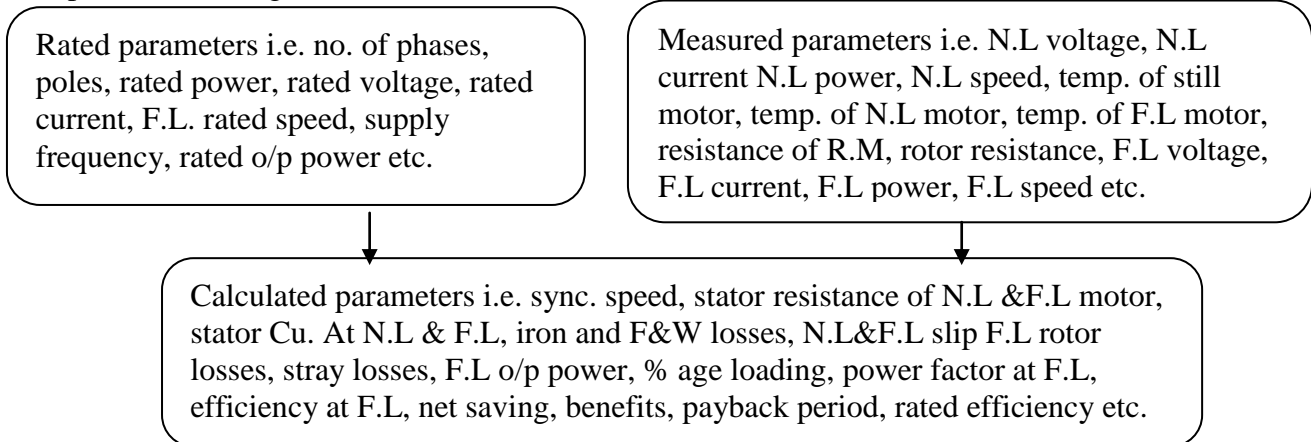 Rated parameters i.e. no. of phases,
poles, rated power, rated voltage, rated
current, F.L. rated speed, supply
frequency, rated o/p power etc.
Measured parameters i.e. N.L voltage, N.L
current N.L power, N.L speed, temp. of still
motor, temp. of N.L motor, temp. of F.L motor,
resistance of R.M, rotor resistance, F.L voltage,
F.L current, F.L power, F.L speed etc.
Calculated parameters i.e. sync. speed, stator resistance of N.L &F.L motor,
stator Cu. At N.L & F.L, iron and F&W losses, N.L&F.L slip F.L rotor
losses, stray losses, F.L o/p power, % age loading, power factor at F.L,
efficiency at F.L, net saving, benefits, payback period, rated efficiency etc.